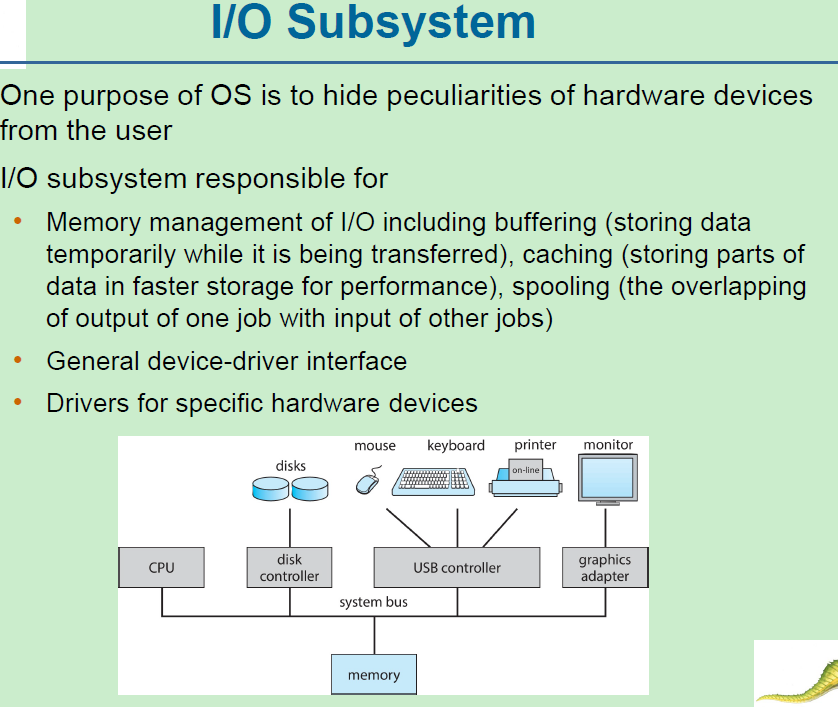 I/O Subsystem
One purpose of OS is to hide peculiarities of hardware devices
from the user
I/O subsystem responsible for
• Memory management of I/O including buffering (storing data
temporarily while it is being transferred), caching (storing parts of
data in faster storage for performance), spooling (the overlapping
of output of one job with input of other jobs)
• General device-driver interface
• Drivers for specific hardware devices
mouse keyboard printer monitor
disks
on-line
CPU
disk
controller
USB controller
graphics
adapter
system bus
memory